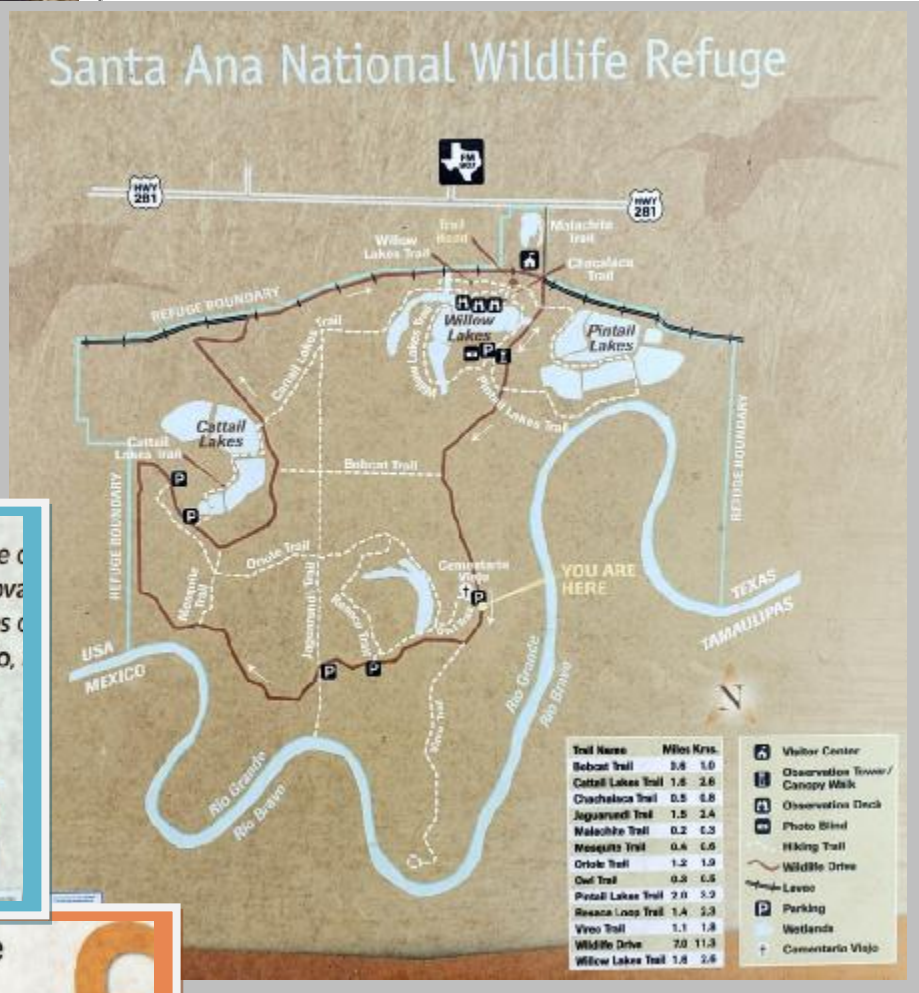 Santa Ana National Wildlife Refuge
HWY
281
FM
907
HWY
281
Trail
Head
Malachite
Trail
Willow
Lakes Trail
Trail
REFUGE BOUNDARY
Willow
Lakes
Pintail
Lakes
Cattail Lakes Trail
Willow Lakes Trail
Pintail Lakes Trail
Cattail
Lakes
Cattail
Lakes Trail
Bobcat Trail
REFUGE BOUNDARY
REFUGE BOUNDARY
Oriole Trail
Mesquite
Trail
Jaguarundi Trail
Resaca Trail
Cementario
Viejo
Owl Trail
YOU ARE
HERE
Vireo Trail
TEXAS
TAMAULIPAS
USA
MEXICO
Rio Grande
Rio Bravo
Rio Grande
Rio Bravo
N
Trail Name Miles Kms.
Bobcat Trail 1.0
Cattail Lakes Trail 1.6 2.6
Chachalaca Trail 0.5 0.8
Jaguarundi Trail 1.5 2.4
Malachite Trail 0.2 0.3
Mesquite Trail 0.4 0.6
Oriole Trail 1.2 1.9
Owl Trail 0.3 0.5
Pintail Lakes Trail 2.0
Resaca Loop Trail 1.4 2.3
Vireo Trail 1.1 1.8
Wildlife Drive 7.0 11.3
Willow Lakes Trail 1.6 2.6
Visitor Center
Observation Tower/
Canopy Walk
Observation Deck
Photo Blind
Hiking Trail
Wildlife Drive
Levee
P Parking
Wetlands
Cementario Viejo